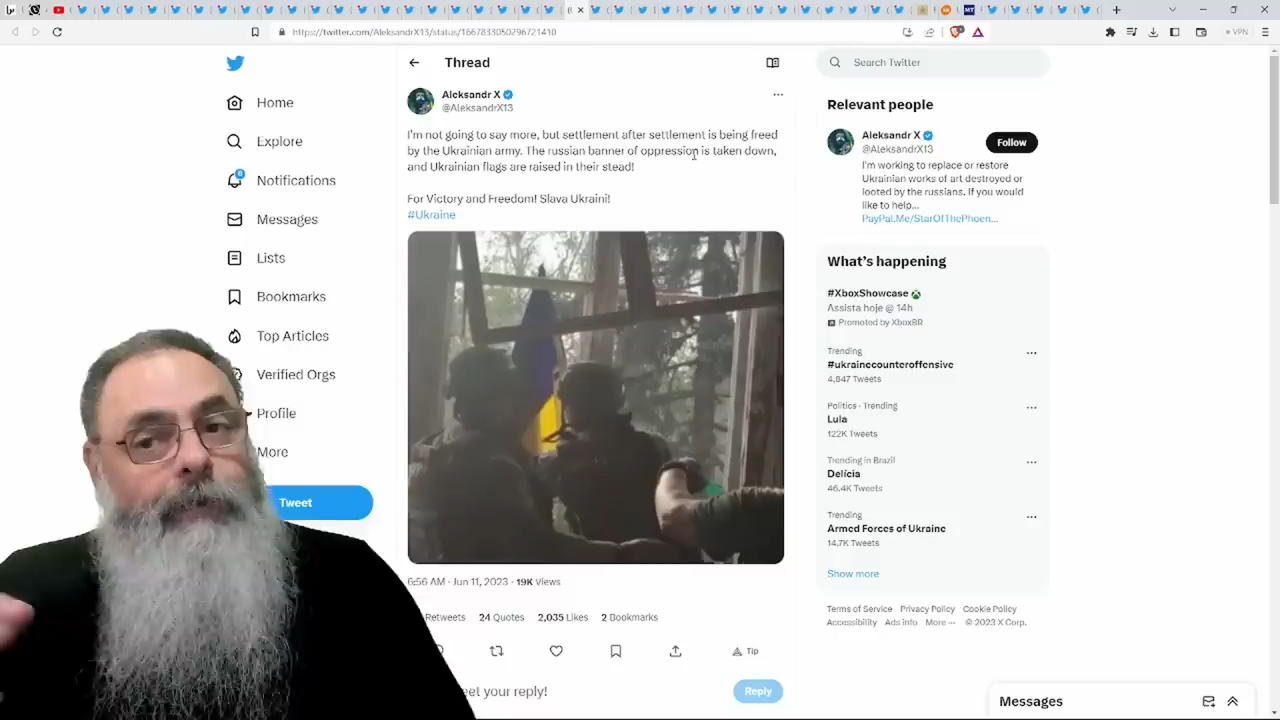 https://twitter.com/AleksandrX13/status/1667833050296721410
VPN
Home
Explore
6
Notifications
Messages
Lists
Bookmarks
Top Articles
Verified Orgs
Profile
More
Tweet
Thread
Aleksandr X
@AleksandrX13
I'm not going to say more, but settlement after settlement is being freed
by the Ukrainian army. The russian banner of oppression is taken down,
and Ukrainian flags are raised in their stead!
For Victory and Freedom! Slava Ukraini!
#Ukraine
6:56 AM · Jun 11, 2023 · 19K Views
Retweets 24 Quotes 2,035 Likes 2 Bookmarks
Tip
eet your reply!
Reply
Search Twitter
Relevant people
Aleksandr X
@AleksandrX13
Follow
I'm working to replace or restore
Ukrainian works of art destroyed or
looted by the russians. If you would
like to help...
PayPal.Me/StarOfThePhoen...
What's happening
#XboxShowcase
Assista hoje @ 14h
Promoted by XboxBR
Trending
#ukrainecounteroffensive
4,847 Tweets
Politics · Trending
Lula
122K Tweets
Trending in Brazil
Delícia
46.4K Tweets
Trending
Armed Forces of Ukraine
14.7K Tweets
Show more
Terms of Service Privacy Policy Cookie Policy
Accessibility Ads info More ··· © 2023 X Corp.
Messages